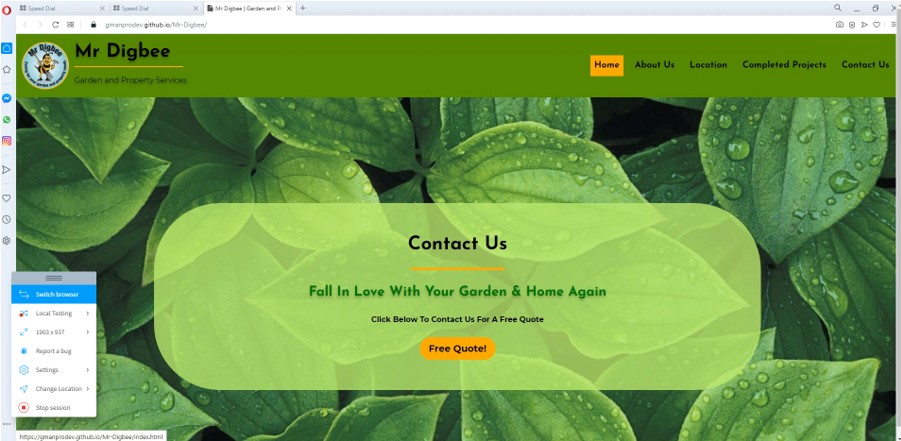 Speed Dial
Speed Dial
Mr Digbee | Garden and Pr
gmanprodev.github.io/Mr-Digbee/
Mr Digbee
Mr Digbee
Garden and Property Services
Home
About Us
Location
Completed Projects
Contact Us
Contact Us
Fall In Love With Your Garden & Home Again
Click Below To Contact Us For A Free Quote
Free Quote!
Switch browser
Local Testing
1903 x 937
Report a bug
Settings
Change Location
Stop session
https://gmanprodev.github.io/Mr-Digbee/index.html